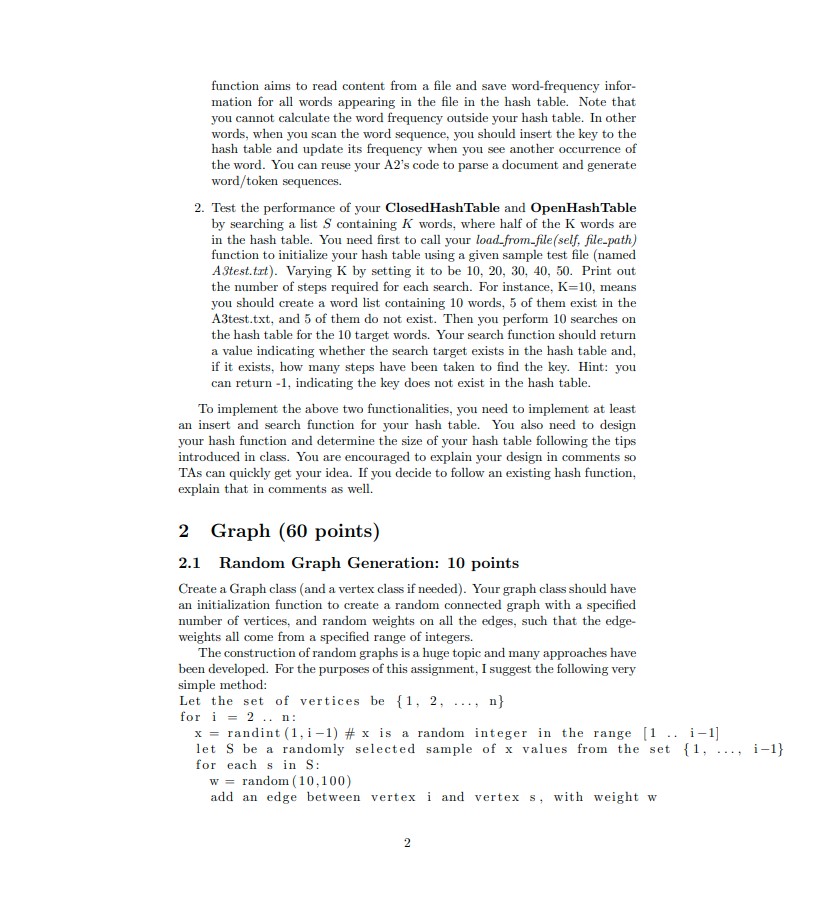 function aims to read content from a file and save word-frequency infor-
mation for all words appearing in the file in the hash table. Note that
you cannot calculate the word frequency outside your hash table. In other
words, when you scan the word sequence, you should insert the key to the
hash table and update its frequency when you see another occurrence of
the word. You can reuse your A2's code to parse a document and generate
word/token sequences.
2. Test the performance of your ClosedHashTable and OpenHashTable
by searching a list S containing K words, where half of the K words are
in the hash table. You need first to call your load_from_file(self, file_path)
function to initialize your hash table using a given sample test file (named
A3test.txt). Varying K by setting it to be 10, 20, 30, 40, 50. Print out
the number of steps required for each search. For instance, K=10, means
you should create a word list containing 10 words, 5 of them exist in the
A3test.txt, and 5 of them do not exist. Then you perform 10 searches on
the hash table for the 10 target words. Your search function should return
a value indicating whether the search target exists in the hash table and,
if it exists, how many steps have been taken to find the key. Hint: you
can return -1, indicating the key does not exist in the hash table.
To implement the above two functionalities, you need to implement at least
an insert and search function for your hash table. You also need to design
your hash function and determine the size of your hash table following the tips
introduced in class. You are encouraged to explain your design in comments so
TAs can quickly get your idea. If you decide to follow an existing hash function,
explain that in comments as well.
2 Graph (60 points)
2.1 Random Graph Generation: 10 points
Create a Graph class (and a vertex class if needed). Your graph class should have
an initialization function to create a random connected graph with a specified
number of vertices, and random weights on all the edges, such that the edge-
weights all come from a specified range of integers.
The construction of random graphs is a huge topic and many approaches have
been developed. For the purposes of this assignment, I suggest the following very
simple method:
Let the set of vertices be {1, 2, ..., n}
for i = 2 .. n:
x = randint(1,i-1) # x is a random integer in the range [1 .. i-1]
let S be a randomly selected sample of x values from the set {1, ..., i-1}
for each s in S:
w = random(10,100)
add an edge between vertex i and vertex s, with weight w
2